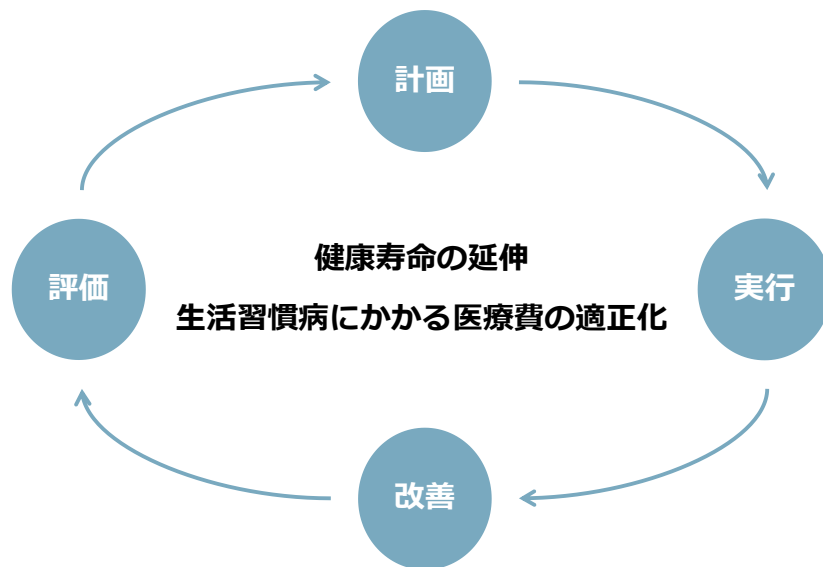 計画
健康寿命の延伸
評価
実行
生活習慣病にかかる医療費の適正化
改善